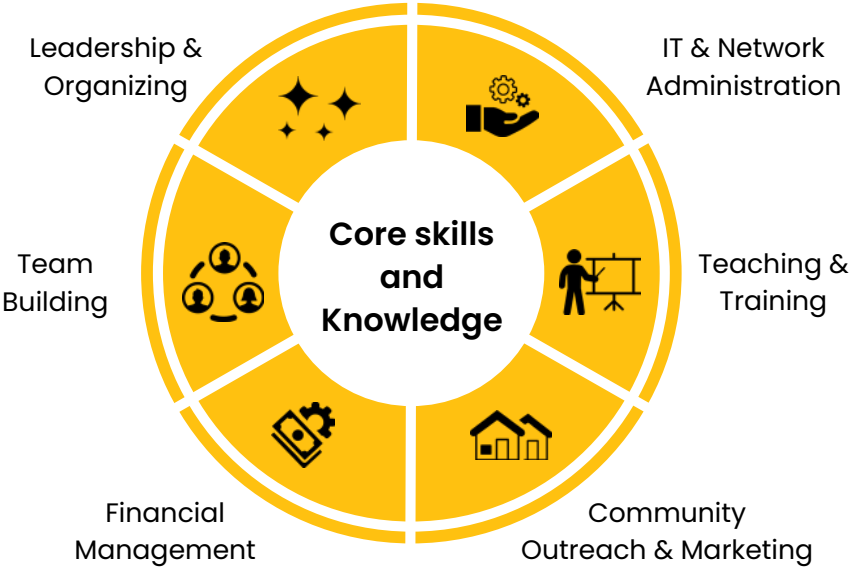 Leadership &
Organizing
IT & Network
Administration
Core skills
and
Knowledge
Team
Building
Teaching &
Training
Financial
Management
Community
Outreach & Marketing